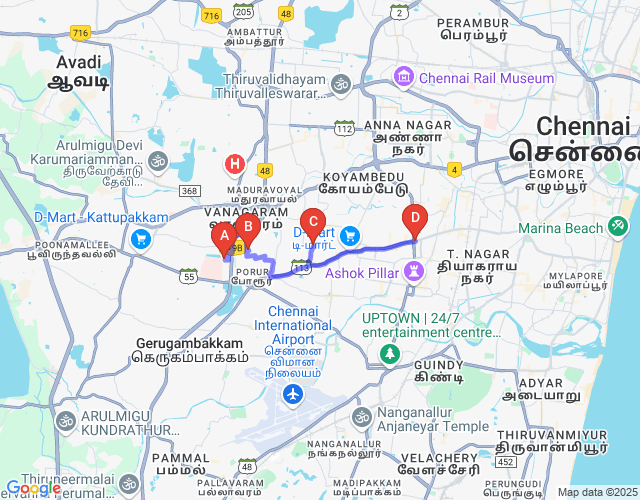 716
205
48
2
PERAMBUR
பெரம்பூர்
AMBATTUR
அம்பத்தூர்
716
Avadi
ஆவடி
Thiruvalidhayam
Thiruvalleswarar...
Chennai Rail Museum
112
ANNA NAGAR
அண்ணா
நகர்
Chennai
சென்னை
Arulmigu Devi
Karumariamman...
திருவேற்காடு
தேவி...
H
48
4
EGMORE
எழும்பூர்
KOYAMBEDU
கோயம்பேடு
368
MADURAVOYAL
மதுரவாயல்
VANAGARAM
D-Mart - Kattupakkam
A
B
C
D
D-Mart
டி-மார்ட்
Marina Beach
POONAMALLEE
பூவிருந்தவல்லி
55
PORUR
போரூர்
113
Ashok Pillar
T. NAGAR
தியாகராய
நகர்
MYLAPORE
மயிலாப்பூர்
Chennai
International
Airport
சென்னை
விமான
நிலையம்
UPTOWN | 24/7
entertainment centre...
Gerugambakkam
கெருகம்பாக்கம்
GUINDY
கிண்டி
ADYAR
அடையாறு
ARULMIGU
KUNDRATHUR...
Nanganallur
Anjaneyar Temple
THIRUVANMIYUR
திருவான்மியூர்
PAMMAL
பம்மல்
NANGANALLUR
நங்கநல்லூர்
VELACHERY
வேளச்சேரி
452
Thiruneermalai
48
PALLAVARAM
பல்லாவரம்
MADIPAKKAM
மடிப்பாக்கம்
PERUNGUDI
பெருங்குடி
Google
Map data ©2025